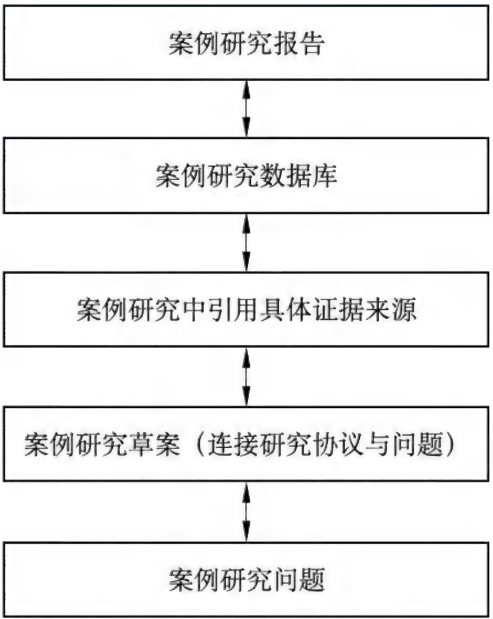 案例研究报告
案例研究数据库
案例研究中引用具体证据来源
案例研究草案（连接研究协议与问题）
案例研究问题